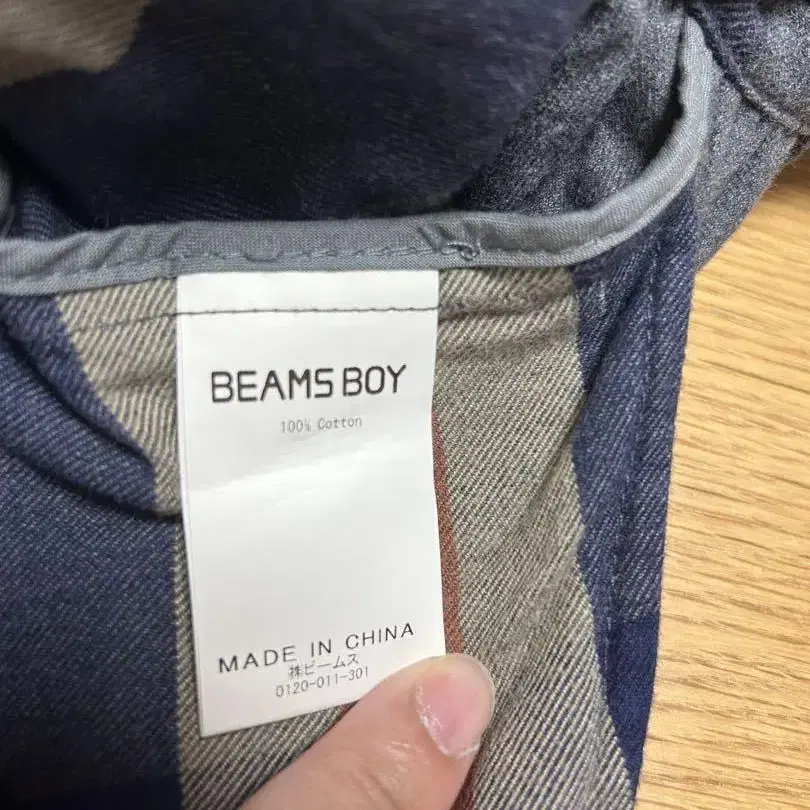 BEAMS BOY
100% Cotton
MADE IN CHINA
㈱ビームス
0120-011-301